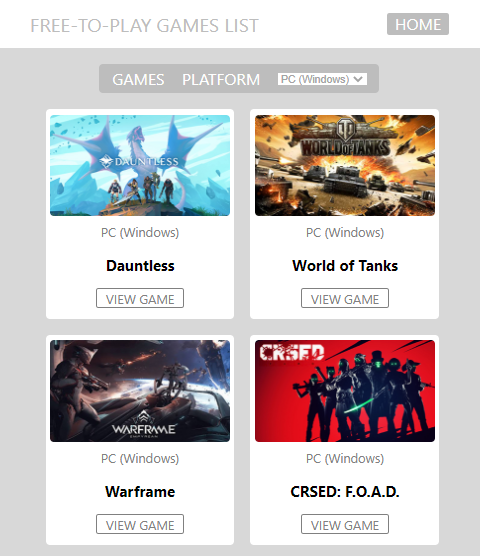 FREE-TO-PLAY GAMES LIST
HOME
GAMES PLATFORM PC (Windows)
DAUNTLESS
PC (Windows)
Dauntless
VIEW GAME
WORLD OF TANKS
PC (Windows)
World of Tanks
VIEW GAME
WARFRAME
EMPYREAN
PC (Windows)
Warframe
VIEW GAME
CRSED
PC (Windows)
CRSED: F.O.A.D.
VIEW GAME